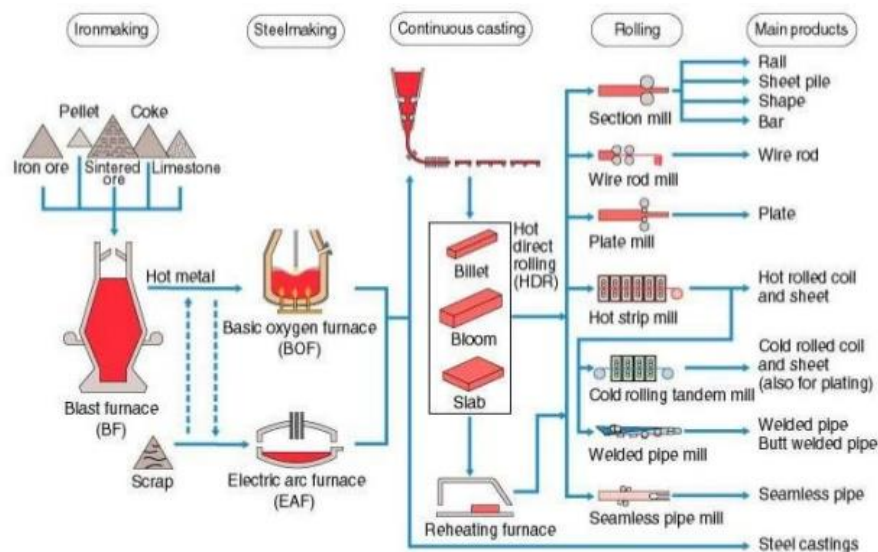 Ironmaking
Steelmaking
Continuous casting
Rolling
Main products
Pellet
Coke
Iron ore
Sintered
ore
Limestone
Hot metal
Blast furnace
(BF)
Scrap
Basic oxygen furnace
(BOF)
Electric arc furnace
(EAF)
Billet
Bloom
Slab
Hot
direct
rolling
(HDR)
Reheating furnace
Section mill
Wire rod mill
Plate mill
Hot strip mill
Cold rolling tandem mill
Welded pipe mill
Seamless pipe mill
Rail
Sheet pile
Shape
Bar
Wire rod
Plate
Hot rolled coil
and sheet
Cold rolled coil
and sheet
(also for plating)
Welded pipe
Butt welded pipe
Seamless pipe
Steel castings